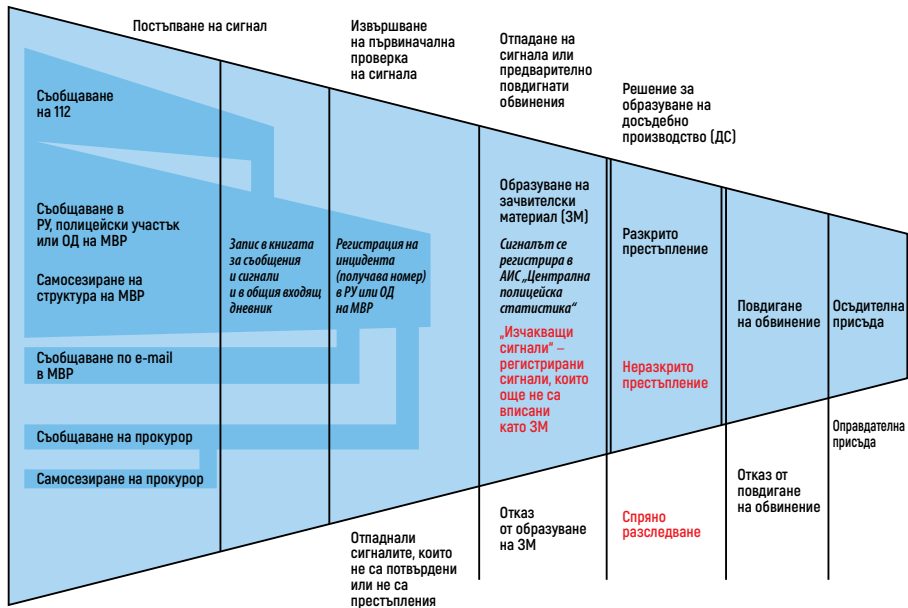 Постъпване на сигнал
Извършване
на първиначална
проверка
на сигнала
Отпадане на
сигнала или
предварително
повдигнати
обвинения
Решение за
образуване на
досъдебно
производство (ДС)
Съобщаване
на 112
Съобщаване в
РУ, полицейски участък
или ОД на МВР
Самосезиране на
структура на МВР
Съобщаване по e-mail
в МВР
Съобщаване на прокурор
Самосезиране на прокурор
Запис в книгата
за съобщения
и сигнали
и в общия входящ
дневник
Регистрация на
инцидента
(получава номер)
в РУ или ОД
на МВР
Образуване на
зачвителски
материал (ЗМ)
Сигналът се
регистрира в
АИС „Централна
полицейска
статистика“
„Изчакващи
сигнали“ –
регистрирани
сигнали, които
още не са
вписани
като ЗМ
Разкрито
престъпление
Неразкрито
престъпление
Повдигане
на обвинение
Осъдителна
присъда
Оправдателна
присъда
Отпаднали
сигналите, които
не са потвърдени
или не са
престъпления
Отказ
от образуване
на ЗМ
Спряно
разследване
Отказ от
повдигане
на обвинение